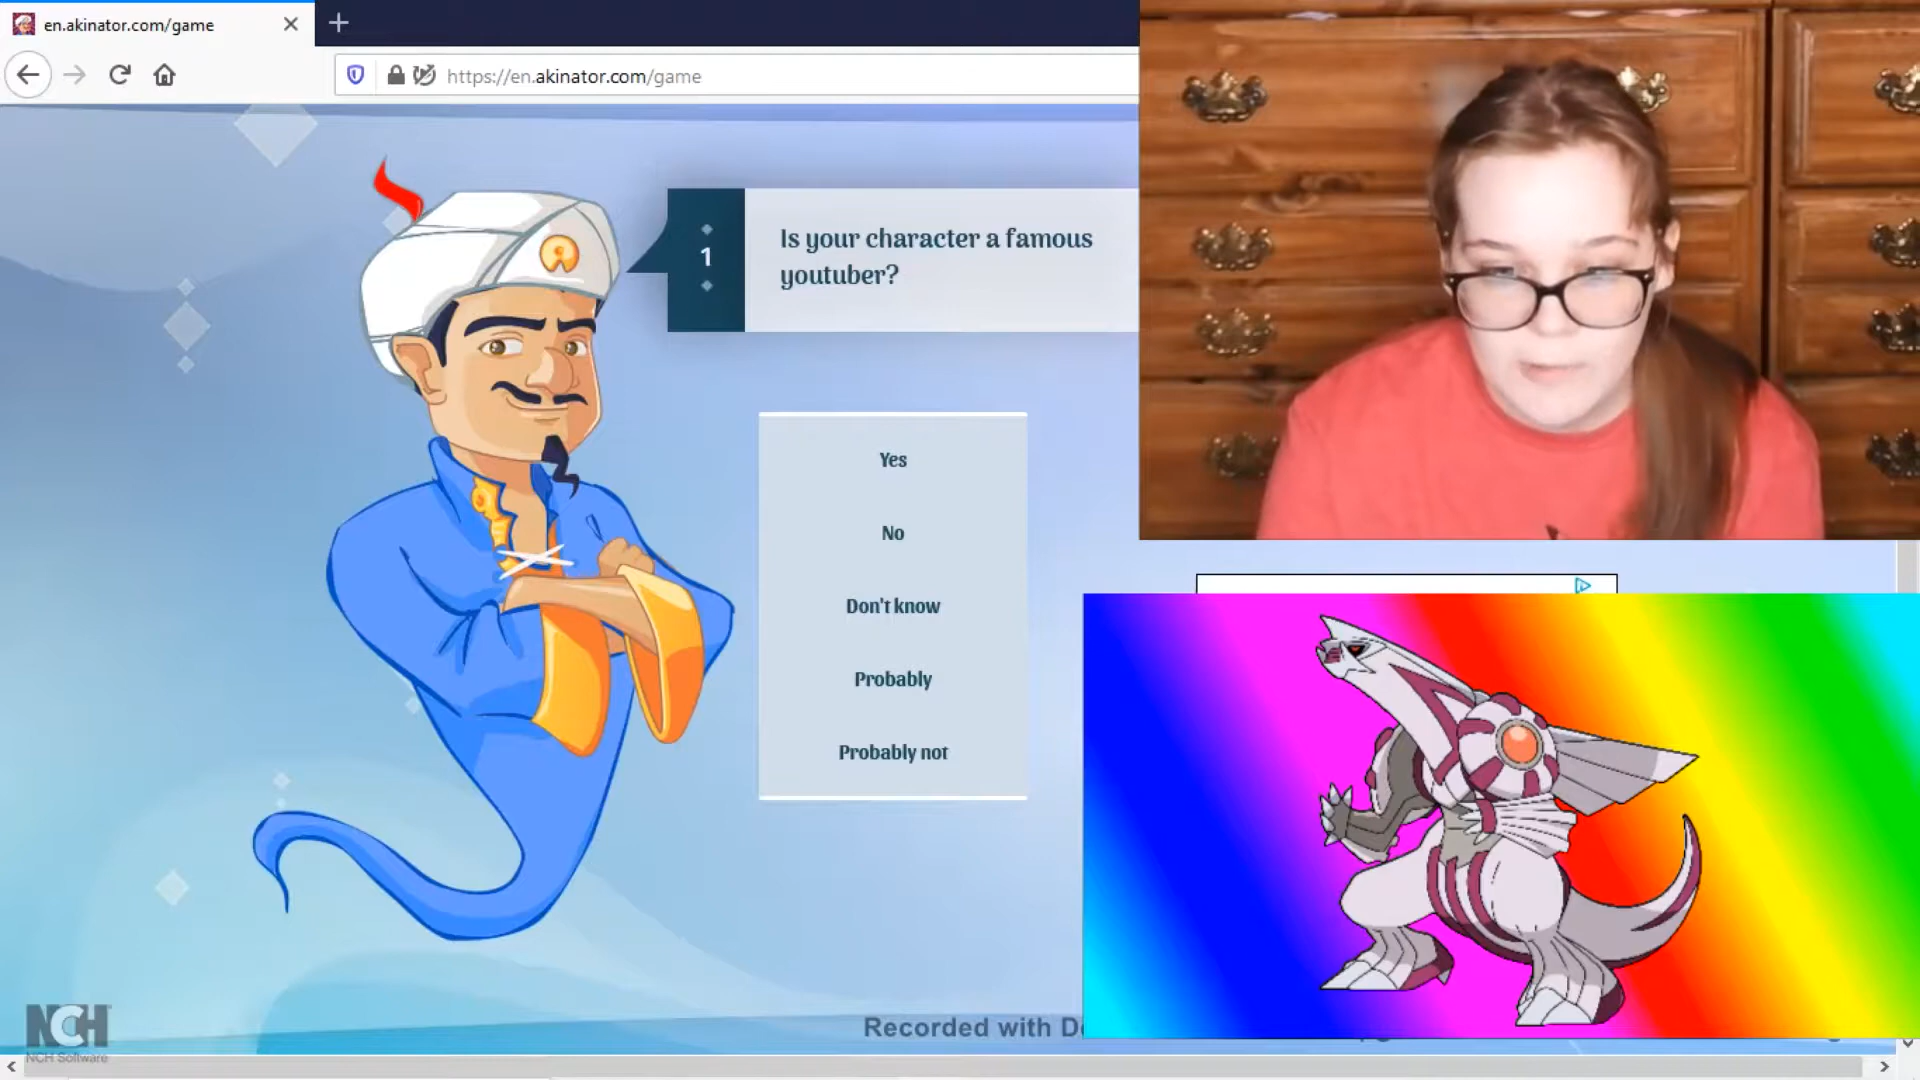 en.akinator.com/game
https://en.akinator.com/game
1
Is your character a famous
youtuber?
Yes
No
Don't know
Probably
Probably not
NCH
NCH Software
Recorded with